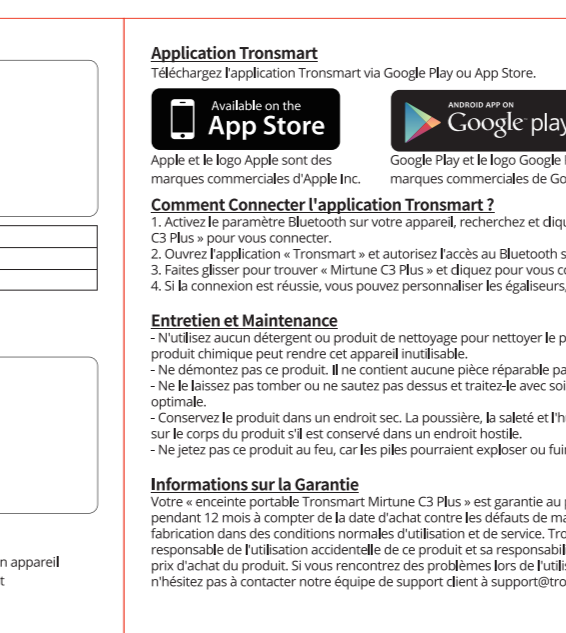 n appareil
t
Application Tronsmart
Téléchargez l'application Tronsmart via Google Play ou App Store.
Available on the
App Store
ANDROID APP ON
Google play
Apple et le logo Apple sont des
marques commerciales d'Apple Inc.
Google Play et le logo Google
marques commerciales de Go
Comment Connecter l'application Tronsmart ?
1. Activez le paramètre Bluetooth sur votre appareil, recherchez et cliqu
C3 Plus » pour vous connecter.
2. Ouvrez l'application « Tronsmart » et autorisez l'accès au Bluetooth s
3. Faites glisser pour trouver « Mirtune C3 Plus » et cliquez pour vous co
4. Si la connexion est réussie, vous pouvez personnaliser les égaliseurs,
Entretien et Maintenance
- N'utilisez aucun détergent ou produit de nettoyage pour nettoyer le p
produit chimique peut rendre cet appareil inutilisable.
- Ne démontez pas ce produit. Il ne contient aucune pièce réparable pa
- Ne le laissez pas tomber ou ne sautez pas dessus et traitez-le avec soi
optimale.
- Conservez le produit dans un endroit sec. La poussière, la saleté et l'hu
sur le corps du produit s'il est conservé dans un endroit hostile.
- Ne jetez pas ce produit au feu, car les piles pourraient exploser ou fuir
Informations sur la Garantie
Votre « enceinte portable Tronsmart Mirtune C3 Plus » est garantie au p
pendant 12 mois à compter de la date d'achat contre les défauts de ma
fabrication dans des conditions normales d'utilisation et de service. Tro
responsable de l'utilisation accidentelle de ce produit et sa responsabil
prix d'achat du produit. Si vous rencontrez des problèmes lors de l'utilis
n'hésitez pas à contacter notre équipe de support client à support@tro